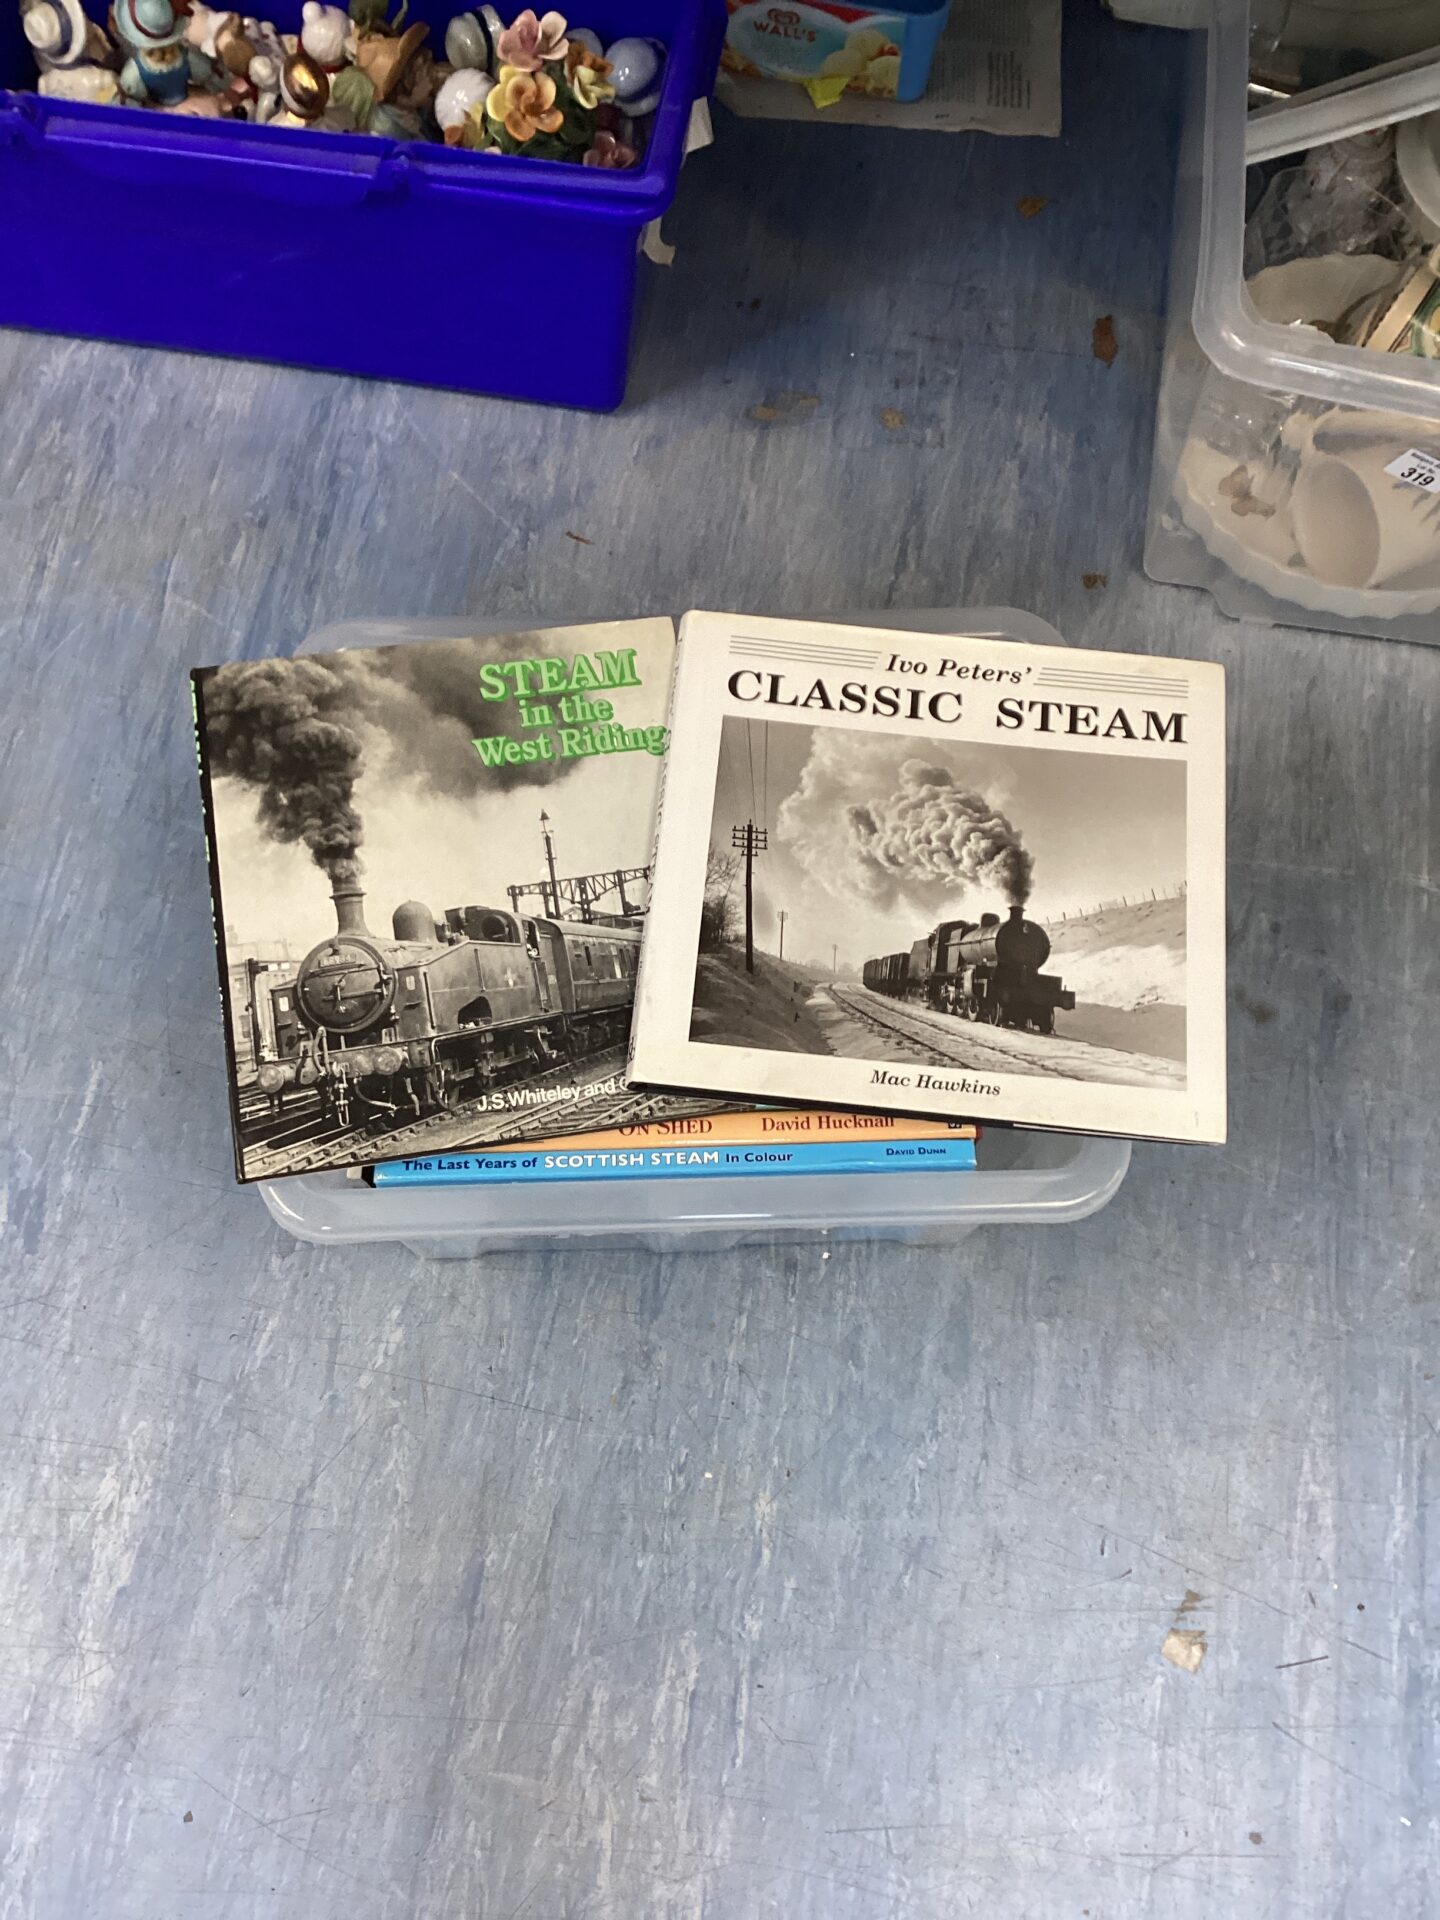 WALL'S
319
STEAM
in the
West Riding
J.S. Whiteley and
Ivo Peters'
CLASSIC STEAM
Mac Hawkins
ON SHED David Hucknall
The Last Years of SCOTTISH STEAM In Colour DAVID DUNN